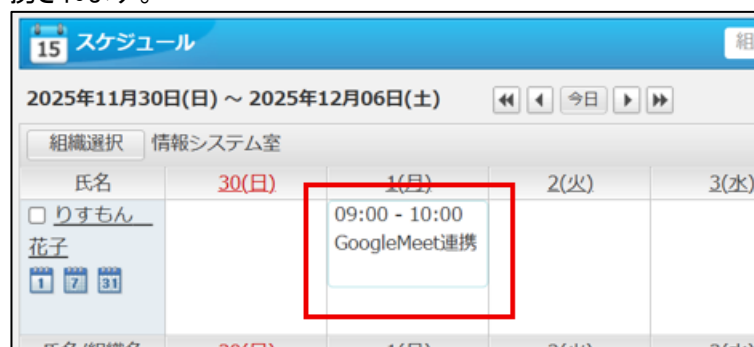 15 スケジュール
2025年11月30日(日) ~ 2025年12月06日(土) 今日
組織選択 情報システム室
氏名 30(日) 1(月) 2(火) 3(水)
りすもん 09:00 - 10:00
花子 GoogleMeet連携
1 7 31